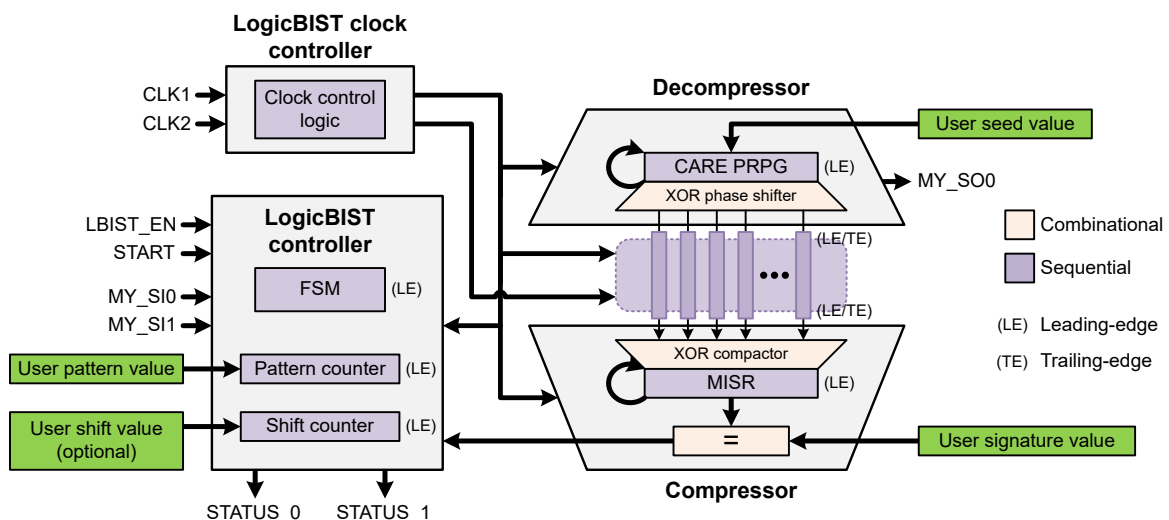 LogicBIST clock
controller
CLK1
CLK2
Clock control
logic
Decompressor
User seed value
CARE PRPG
(LE)
XOR phase shifter
MY_SO0
LogicBIST
controller
LBIST_EN
START
MY_SI0
MY_SI1
FSM
(LE)
User pattern value
Pattern counter
(LE)
User shift value
(optional)
Shift counter
(LE)
STATUS_0
STATUS_1
(LE/TE)
(LE/TE)
XOR compactor
MISR
(LE)
=
User signature value
Compressor
Combinational
Sequential
(LE) Leading-edge
(TE) Trailing-edge